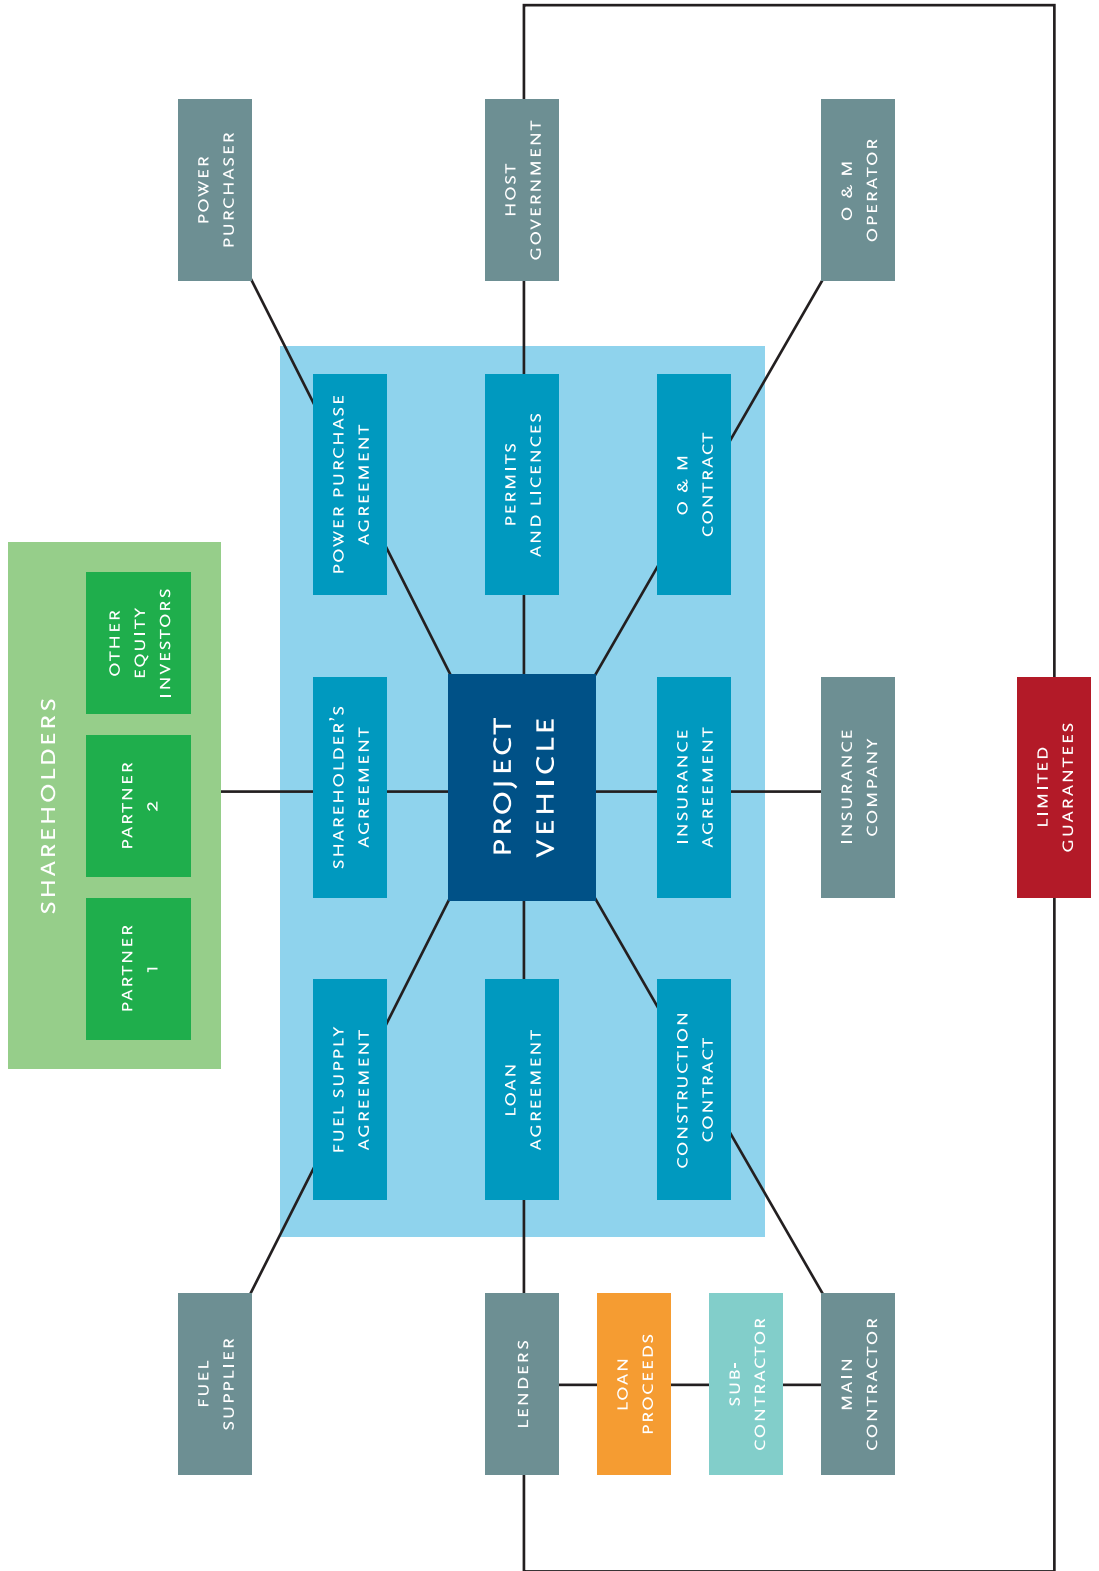 SHAREHOLDERS
PARTNER
1
PARTNER
2
OTHER
EQUITY
INVESTORS
FUEL
SUPPLIER
FUEL SUPPLY
AGREEMENT
SHAREHOLDER’S
AGREEMENT
POWER PURCHASE
AGREEMENT
POWER
PURCHASER
LENDERS
LOAN
AGREEMENT
PROJECT
VEHICLE
PERMITS
AND LICENCES
HOST
GOVERNMENT
LOAN
PROCEEDS
SUB-
CONTRACTOR
CONSTRUCTION
CONTRACT
INSURANCE
AGREEMENT
O & M
CONTRACT
MAIN
CONTRACTOR
INSURANCE
COMPANY
O & M
OPERATOR
LIMITED
GUARANTEES